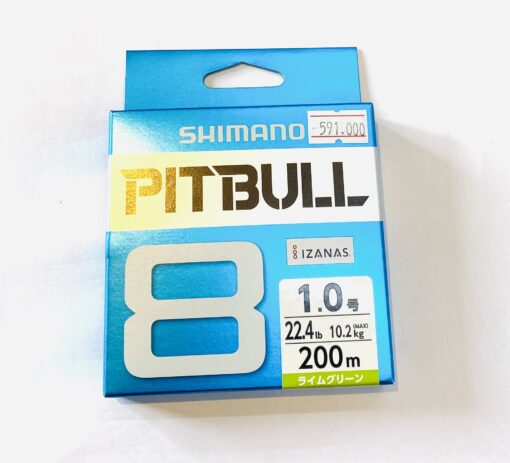 SHIMANO
591.000
PITBULL
8
IZANAS
1.0号
22.4lb 10.2kg (MAX)
200m
ライムグリーン